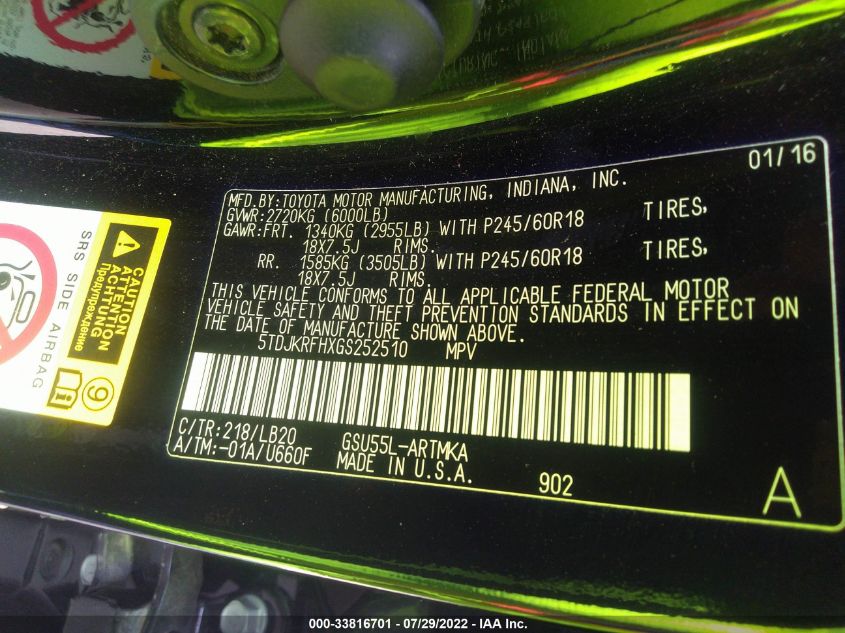 01/16
MFD.BY:TOYOTA MOTOR MANUFACTURING, INDIANA, INC.
GVWR:2720KG (6000LB)
GAWR:FRT. 1340KG (2955LB) WITH P245/60R18 TIRES,
18X7.5J RIMS.
RR. 1585KG (3505LB) WITH P245/60R18 TIRES,
18X7.5J RIMS.
THIS VEHICLE CONFORMS TO ALL APPLICABLE FEDERAL MOTOR
VEHICLE SAFETY AND THEFT PREVENTION STANDARDS IN EFFECT ON
THE DATE OF MANUFACTURE SHOWN ABOVE.
5TDJKRFHXGS252510 MPV
C/TR:218/LB20 GSU55L-ARTMKA
A/TM:-01A/U660F MADE IN U.S.A.
902
A
SRS SIDE AIRBAG
CAUTION
ATTENTION
ACHTUNG
Предупреждение
9
000-33816701 - 07/29/2022 - IAA Inc.